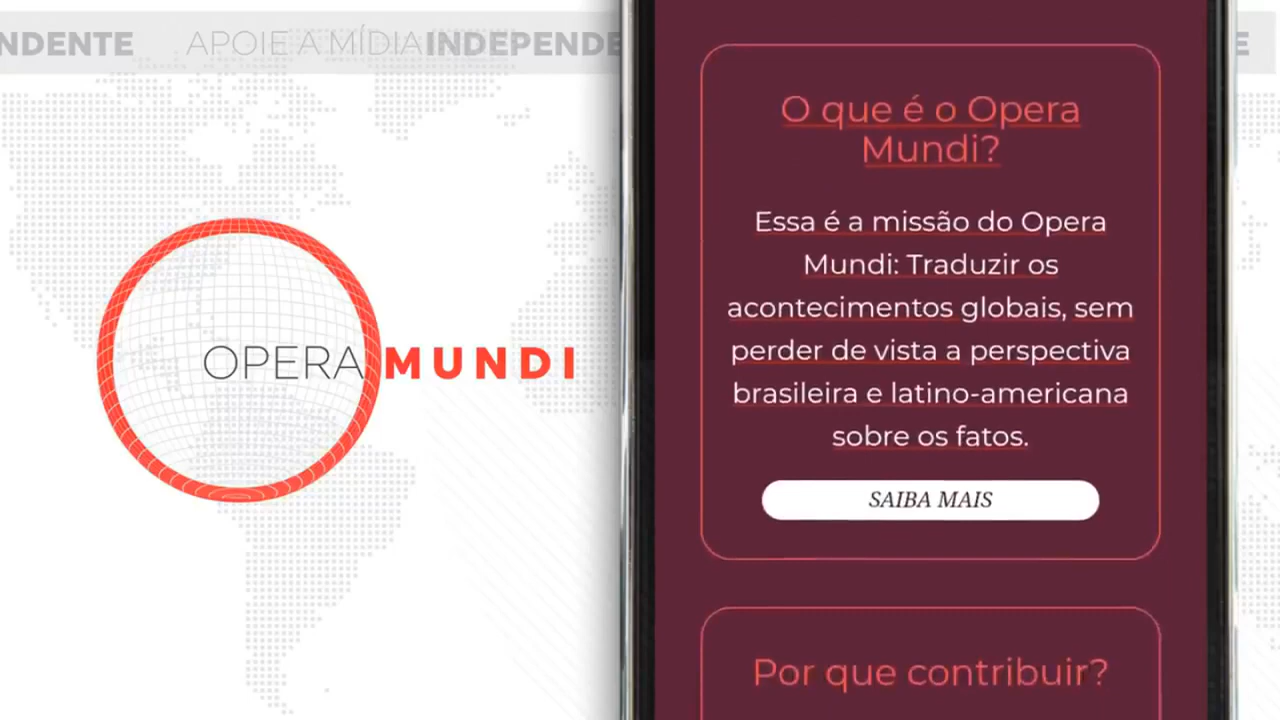 NDENTE APOIE A MÍDIA INDEPENDE E
OPERA MUNDI
O que é o Opera
Mundi?
Essa é a missão do Opera
Mundi: Traduzir os
acontecimentos globais, sem
perder de vista a perspectiva
brasileira e latino-americana
sobre os fatos.
SAIBA MAIS
Por que contribuir?